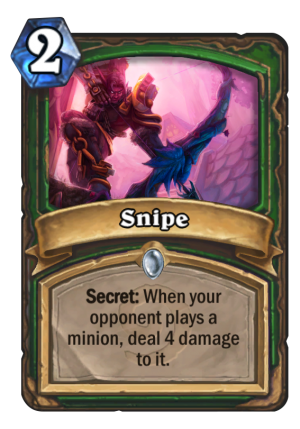 2
Snipe
Secret: When your
opponent plays a
minion, deal 4 damage
to it.